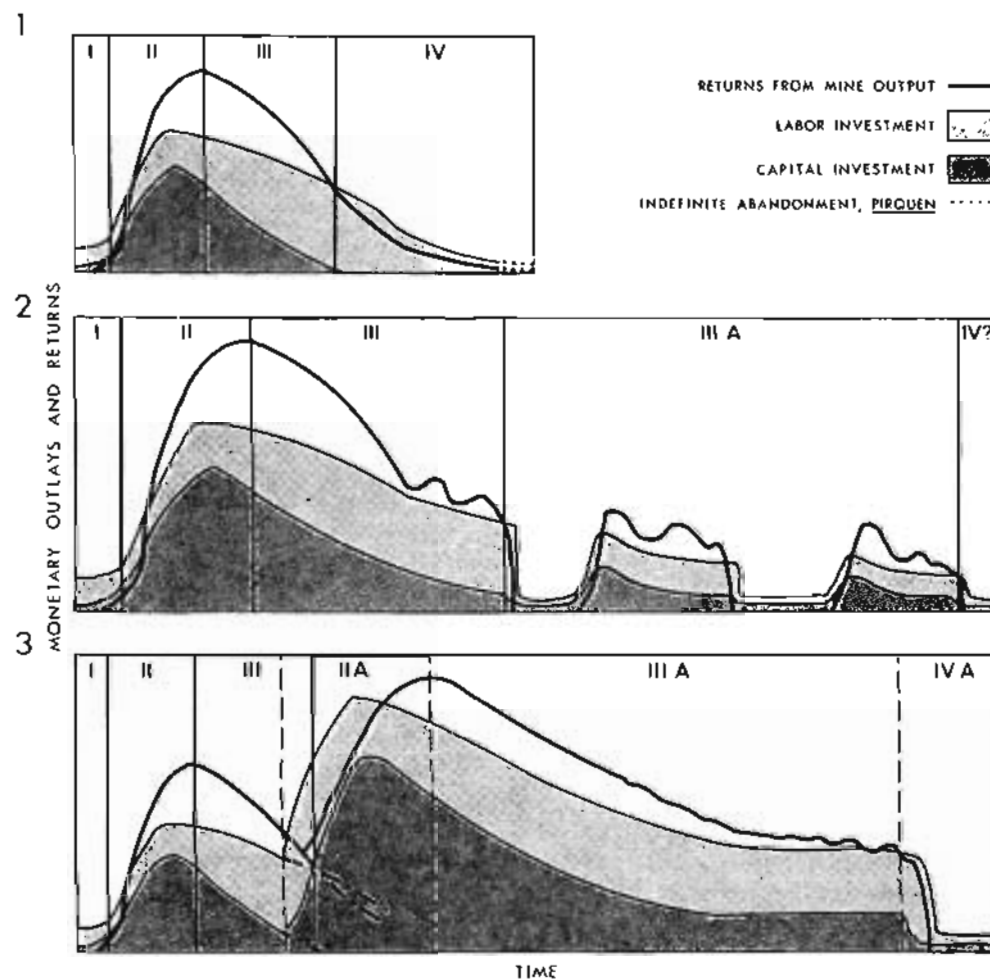 1
I II III IV
RETURNS FROM MINE OUTPUT
LABOR INVESTMENT
CAPITAL INVESTMENT
INDEFINITE ABANDONMENT, PIRQUEN
2
I II III III A IV?
MONETARY OUTLAYS AND RETURNS
3
I II III II A III A IV A
TIME